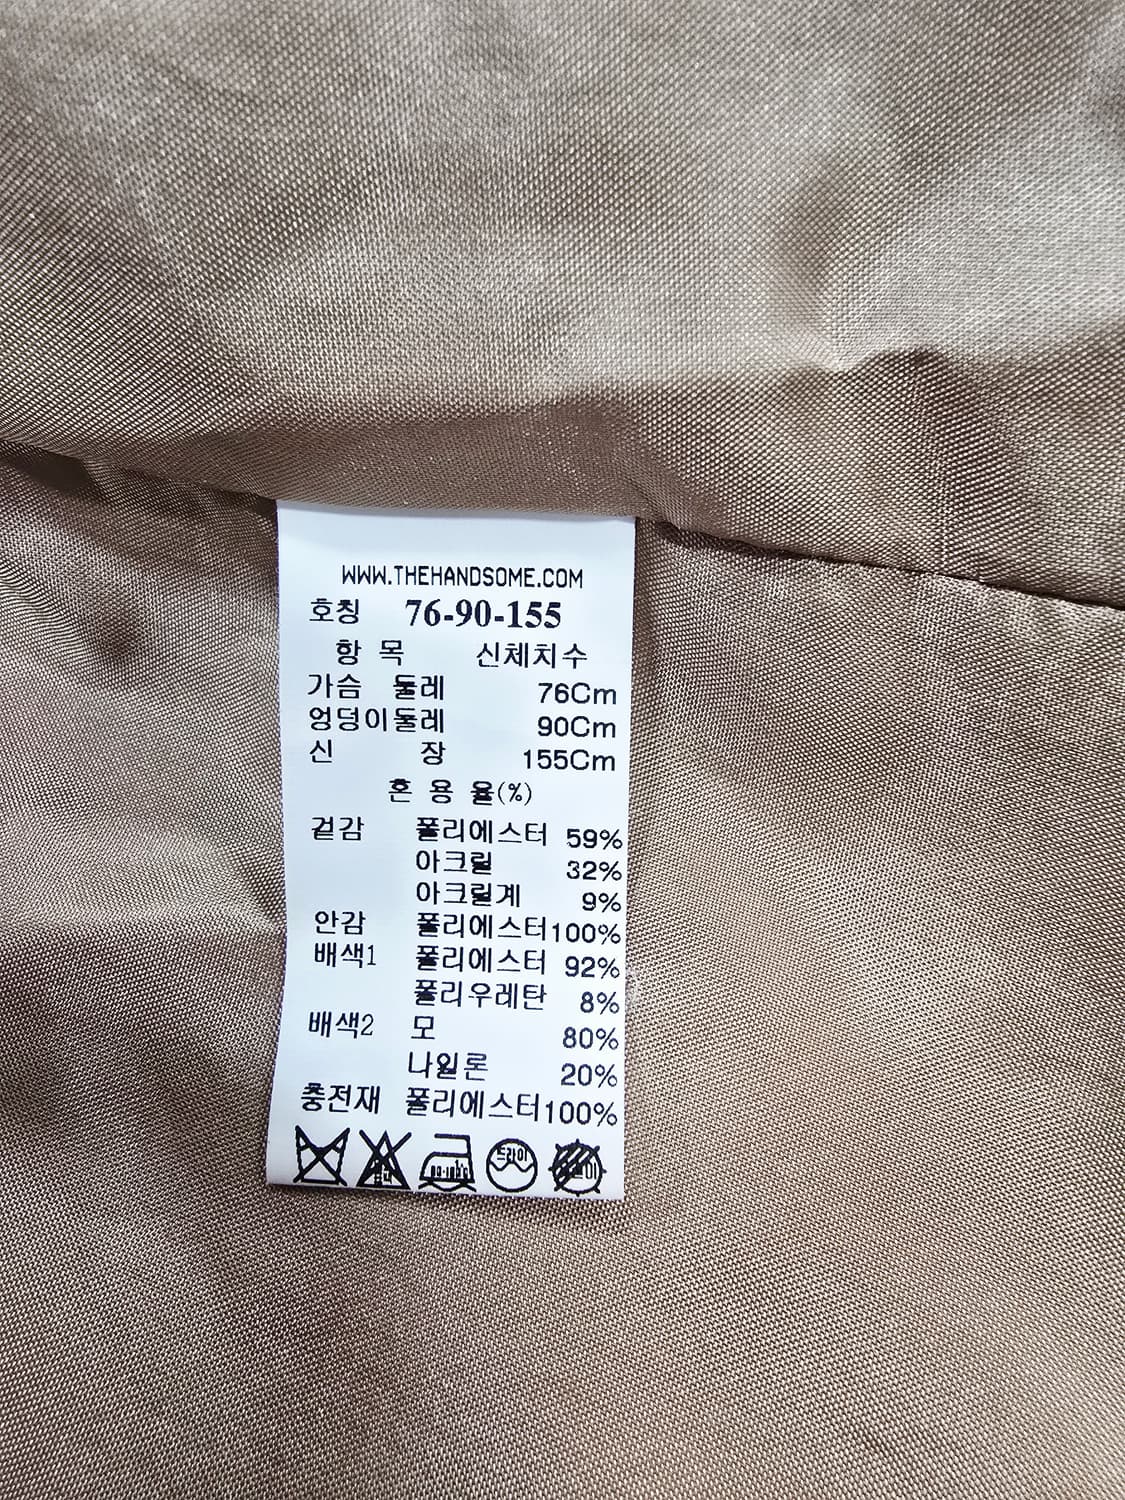 WWW.THEHANDSOME.COM
호칭 76-90-155
항 목 신체치수
가슴 둘레 76Cm
엉덩이둘레 90Cm
신 장 155Cm
혼 용 율(%)
겉감 폴리에스터 59%
아크릴 32%
아크릴계 9%
안감 폴리에스터100%
배색1 폴리에스터 92%
폴리우레탄 8%
배색2 모 80%
나일론 20%
충전재 폴리에스터100%
드라이